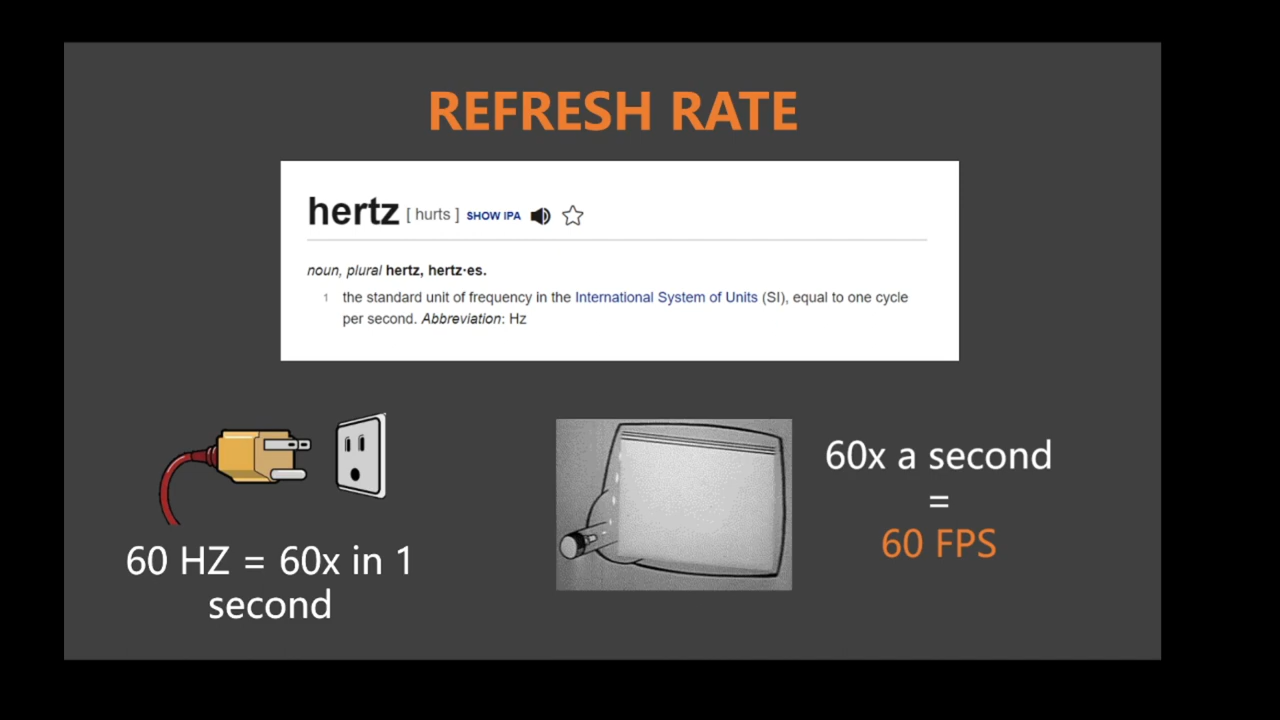 REFRESH RATE
hertz [ hurts ] SHOW IPA
noun, plural hertz, hertz·es.
1 the standard unit of frequency in the International System of Units (SI), equal to one cycle
per second. Abbreviation: Hz
60 HZ = 60x in 1
second
60x a second
=
60 FPS